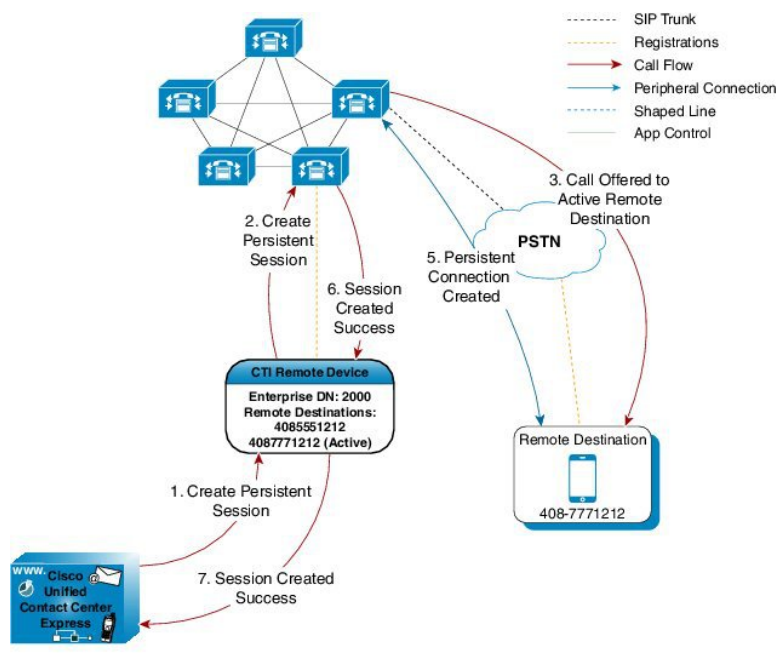 SIP Trunk
Registrations
Call Flow
Peripheral Connection
Shaped Line
App Control
3. Call Offered to
Active Remote
Destination
2. Create
Persistent
Session
PSTN
5. Persistent
Connection
Created
6. Session
Created
Success
CTI Remote Device
Enterprise DN: 2000
Remote Destinations:
4085551212
4087771212 (Active)
Remote Destination
408-7771212
1. Create Persistent
Session
7. Session Created
Success
www.
Cisco
Unified
Contact Center
Express
@